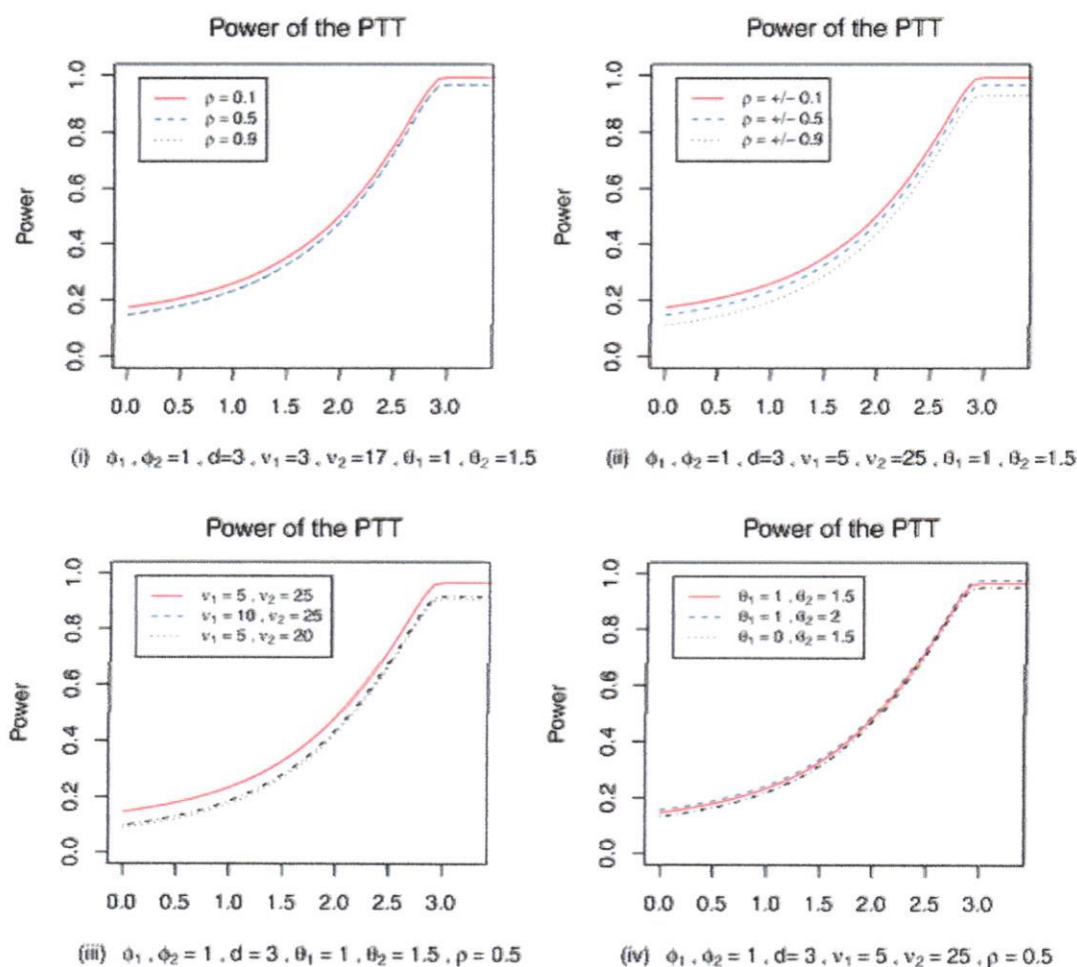 Power of the PTT
ρ = 0.1
ρ = 0.5
ρ = 0.9
Power
1.0
0.8
0.6
0.4
0.2
0.0
0.0 0.5 1.0 1.5 2.0 2.5 3.0
(i) ϕ₁ , ϕ₂ =1 , d=3 , ν₁=3 , ν₂=17 , θ₁=1 , θ₂=1.5
Power of the PTT
ρ = +/− 0.1
ρ = +/− 0.5
ρ = +/− 0.9
Power
1.0
0.8
0.6
0.4
0.2
0.0
0.0 0.5 1.0 1.5 2.0 2.5 3.0
(ii) ϕ₁ , ϕ₂=1 , d=3 , ν₁=5 , ν₂=25 , θ₁=1 , θ₂=1.5
Power of the PTT
ν₁ = 5 , ν₂ = 25
ν₁ = 10 , ν₂ = 25
ν₁ = 5 , ν₂ = 20
Power
1.0
0.8
0.6
0.4
0.2
0.0
0.0 0.5 1.0 1.5 2.0 2.5 3.0
(iii) ϕ₁ , ϕ₂ = 1 , d = 3 , θ₁ = 1 , θ₂ = 1.5 , ρ = 0.5
Power of the PTT
θ₁ = 1 , θ₂ = 1.5
θ₁ = 1 , θ₂ = 2
θ₁ = 0 , θ₂ = 1.5
Power
1.0
0.8
0.6
0.4
0.2
0.0
0.0 0.5 1.0 1.5 2.0 2.5 3.0
(iv) ϕ₁ , ϕ₂ = 1 , d= 3 , ν₁ = 5 , ν₂ = 25 , ρ = 0.5